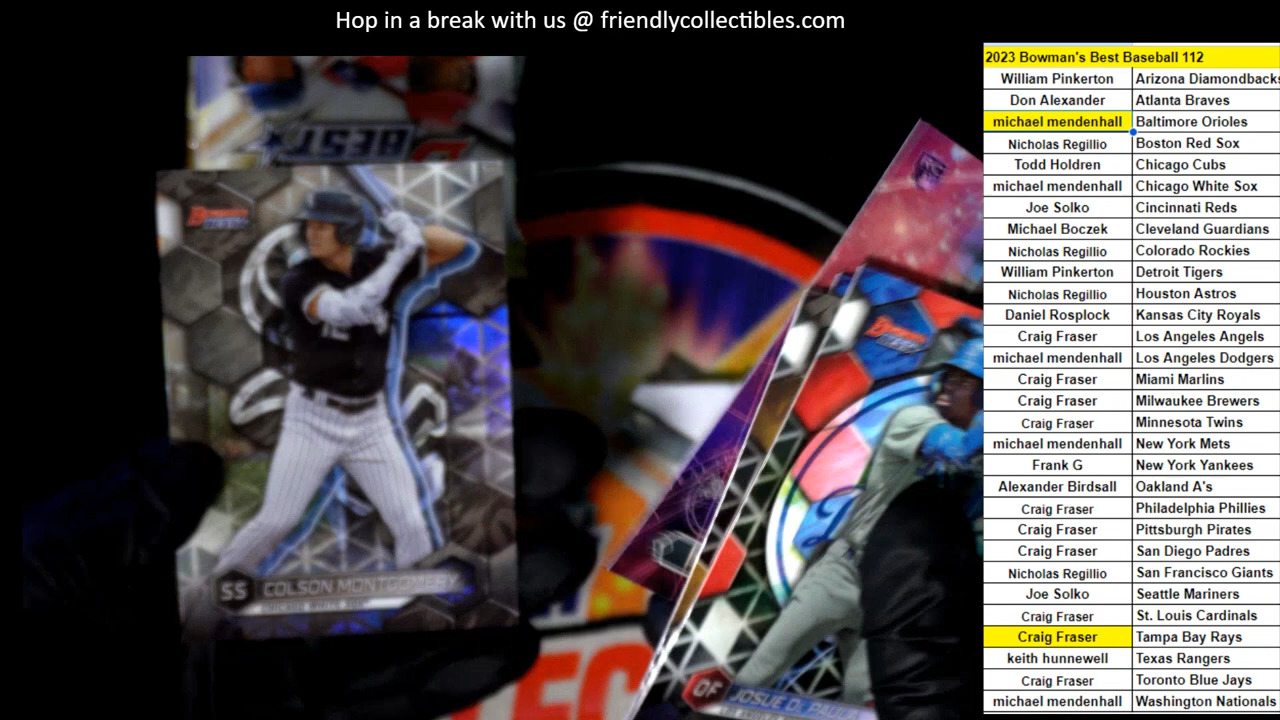 Hop in a break with us @ friendlycollectibles.com
2023 Bowman's Best Baseball 112
William Pinkerton Arizona Diamondbacks
Don Alexander Atlanta Braves
michael mendenhall Baltimore Orioles
Nicholas Regillio Boston Red Sox
Todd Holdren Chicago Cubs
michael mendenhall Chicago White Sox
Joe Solko Cincinnati Reds
Michael Boczek Cleveland Guardians
Nicholas Regillio Colorado Rockies
William Pinkerton Detroit Tigers
Nicholas Regillio Houston Astros
Daniel Rosplock Kansas City Royals
Craig Fraser Los Angeles Angels
michael mendenhall Los Angeles Dodgers
Craig Fraser Miami Marlins
Craig Fraser Milwaukee Brewers
Craig Fraser Minnesota Twins
michael mendenhall New York Mets
Frank G New York Yankees
Alexander Birdsall Oakland A's
Craig Fraser Philadelphia Phillies
Craig Fraser Pittsburgh Pirates
Craig Fraser San Diego Padres
Nicholas Regillio San Francisco Giants
Joe Solko Seattle Mariners
Craig Fraser St. Louis Cardinals
Craig Fraser Tampa Bay Rays
keith hunnewell Texas Rangers
Craig Fraser Toronto Blue Jays
michael mendenhall Washington Nationals
BEST
Bowman
BEST
12
SS COLSON MONTGOMERY
CHICAGO WHITE SOX
Bowman
BEST
OF JOSUE